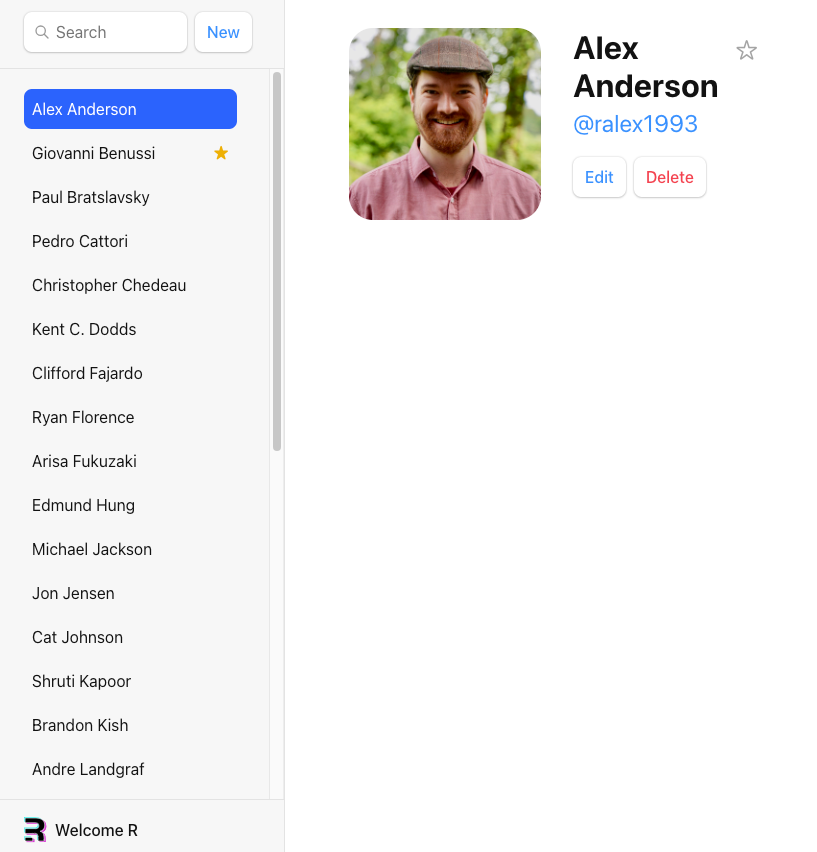 Search
New
Alex Anderson
Giovanni Benussi
Paul Bratslavsky
Pedro Cattori
Christopher Chedeau
Kent C. Dodds
Clifford Fajardo
Ryan Florence
Arisa Fukuzaki
Edmund Hung
Michael Jackson
Jon Jensen
Cat Johnson
Shruti Kapoor
Brandon Kish
Andre Landgraf
R Welcome R
Alex
Anderson
@ralex1993
Edit
Delete